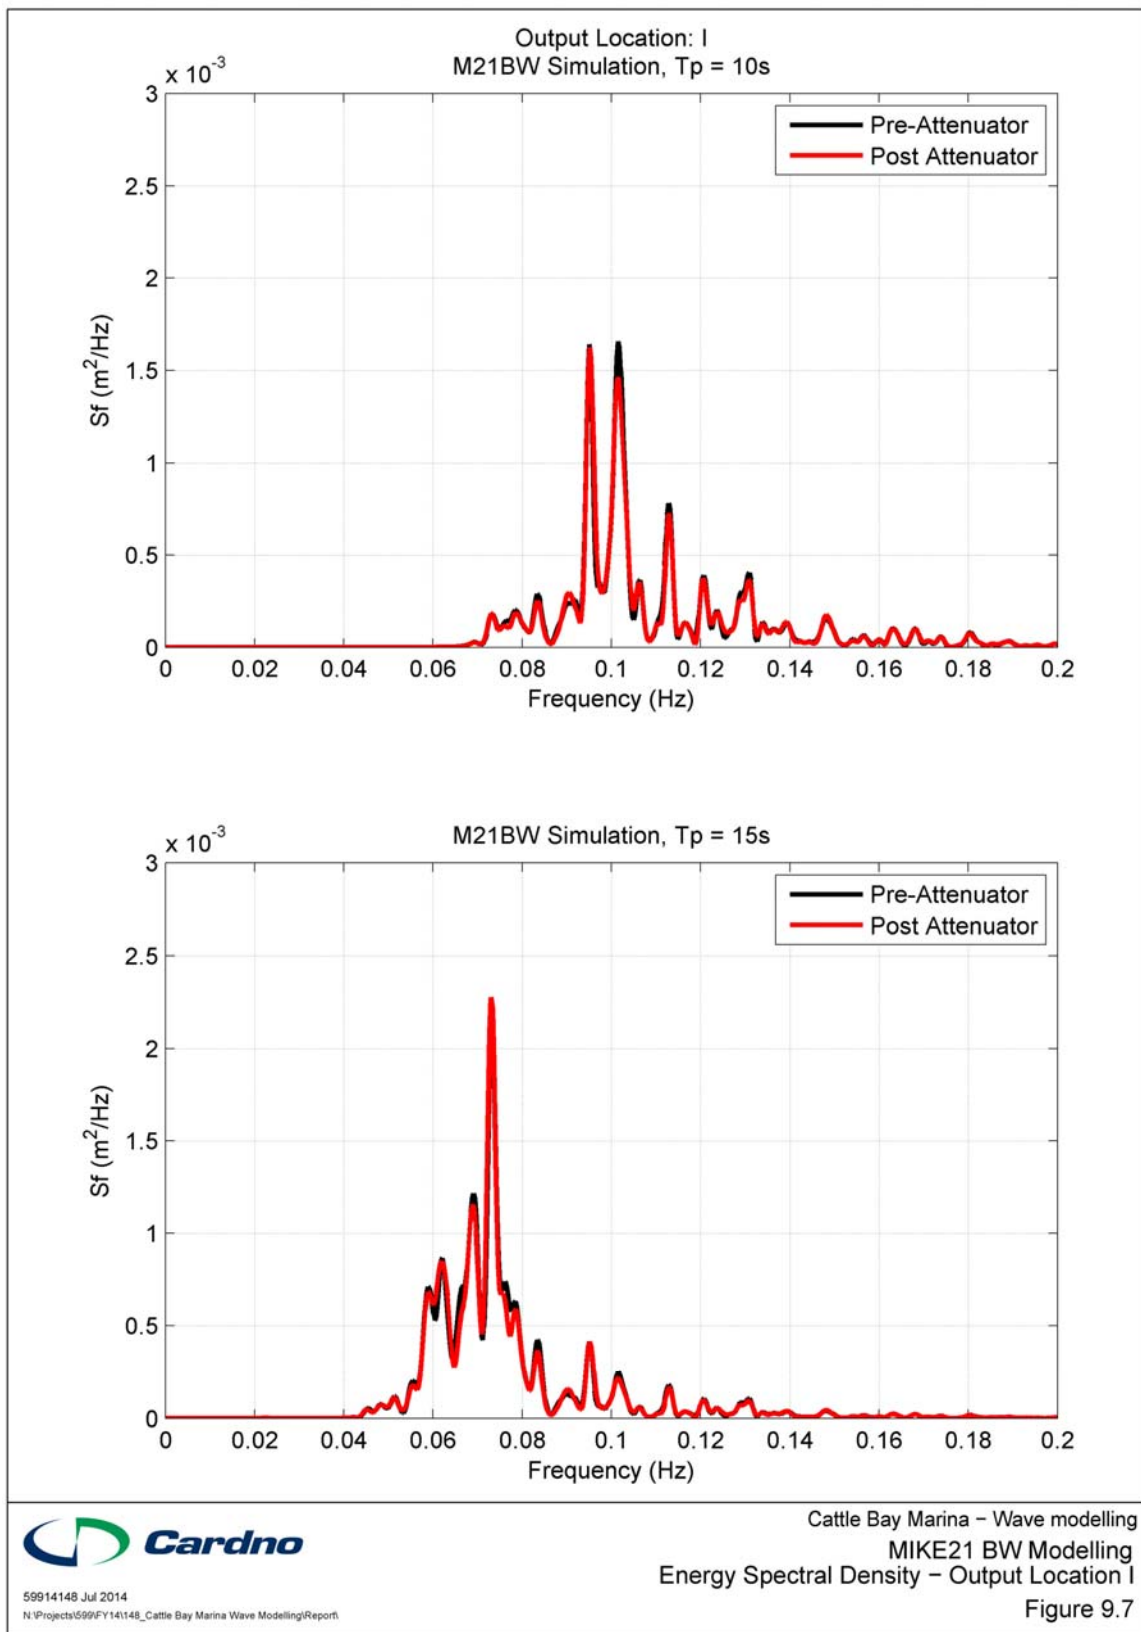 Output Location: I
M21BW Simulation, Tp = 10s
x 10^-3
3
2.5
2
1.5
1
0.5
0
Sf (m^2/Hz)
Pre-Attenuator
Post Attenuator
0 0.02 0.04 0.06 0.08 0.1 0.12 0.14 0.16 0.18 0.2
Frequency (Hz)
M21BW Simulation, Tp = 15s
x 10^-3
3
2.5
2
1.5
1
0.5
0
Sf (m^2/Hz)
Pre-Attenuator
Post Attenuator
0 0.02 0.04 0.06 0.08 0.1 0.12 0.14 0.16 0.18 0.2
Frequency (Hz)
Cardno
59914148 Jul 2014
N:\Projects\599\FY14\148_Cattle Bay Marina Wave Modelling\Report\
Cattle Bay Marina − Wave modelling
MIKE21 BW Modelling
Energy Spectral Density − Output Location I
Figure 9.7